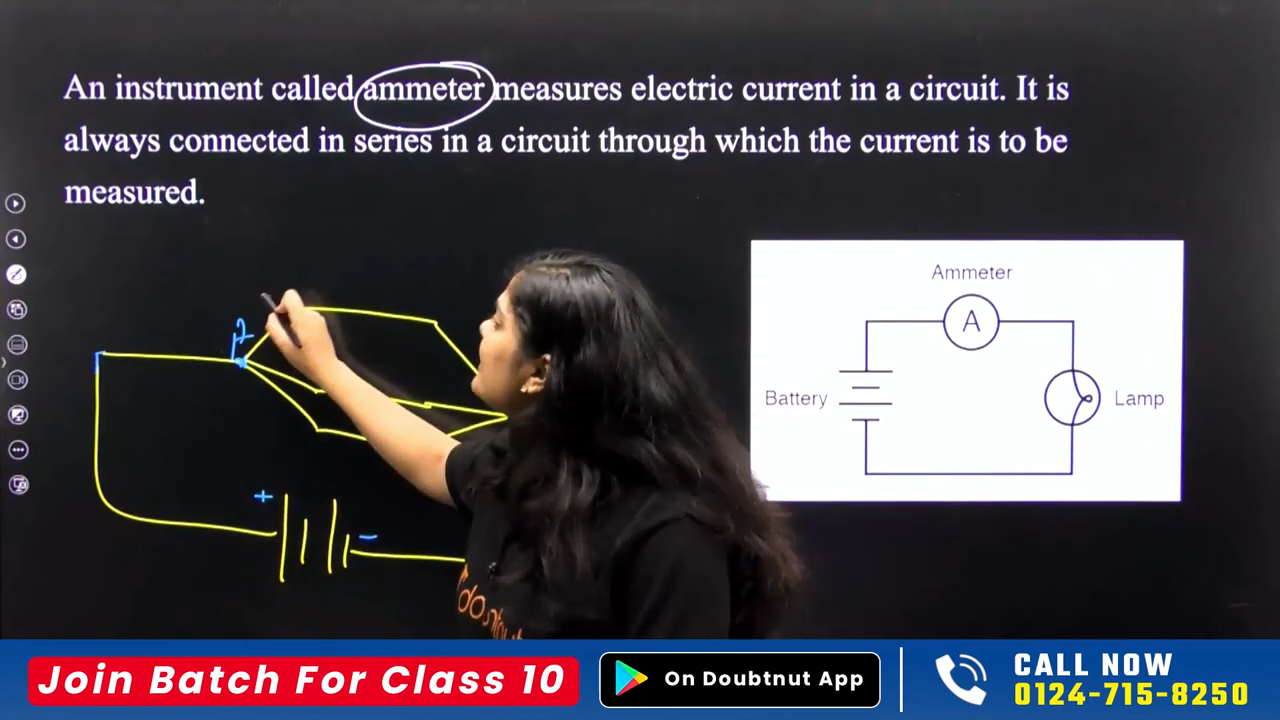 An instrument called ammeter measures electric current in a circuit. It is
always connected in series in a circuit through which the current is to be
measured.
Ammeter
A
Battery
Lamp
+
−
Join Batch For Class 10
On Doubtnut App
CALL NOW
0124-715-8250